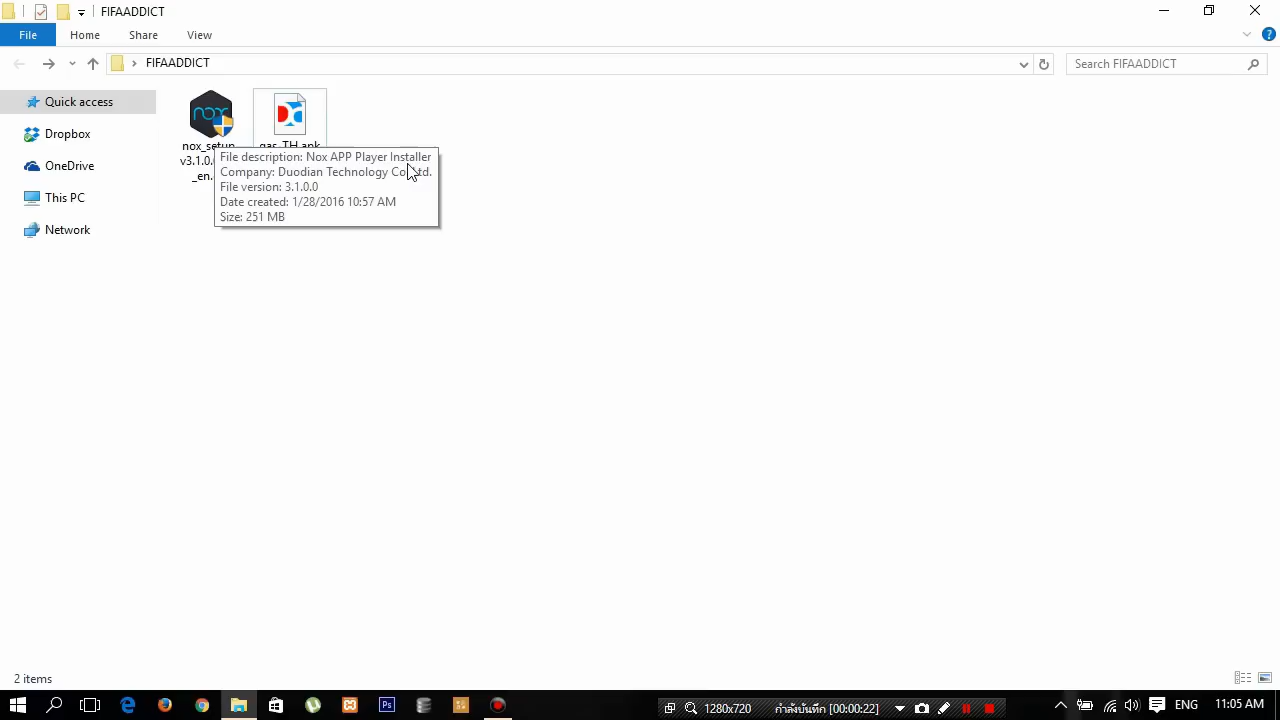 FIFAADDICT
File
Home
Share
View
FIFAADDICT
Search FIFAADDICT
Quick access
Dropbox
OneDrive
This PC
Network
nox_setup
v3.1.0.
_en.
gas_TH.apk
File description: Nox APP Player Installer
Company: Duodian Technology Co
td.
File version: 3.1.0.0
Date created: 1/28/2016 10:57 AM
Size: 251 MB
2 items
1280x720
กำลังบันทึก [00:00:22]
ENG
11:05 AM